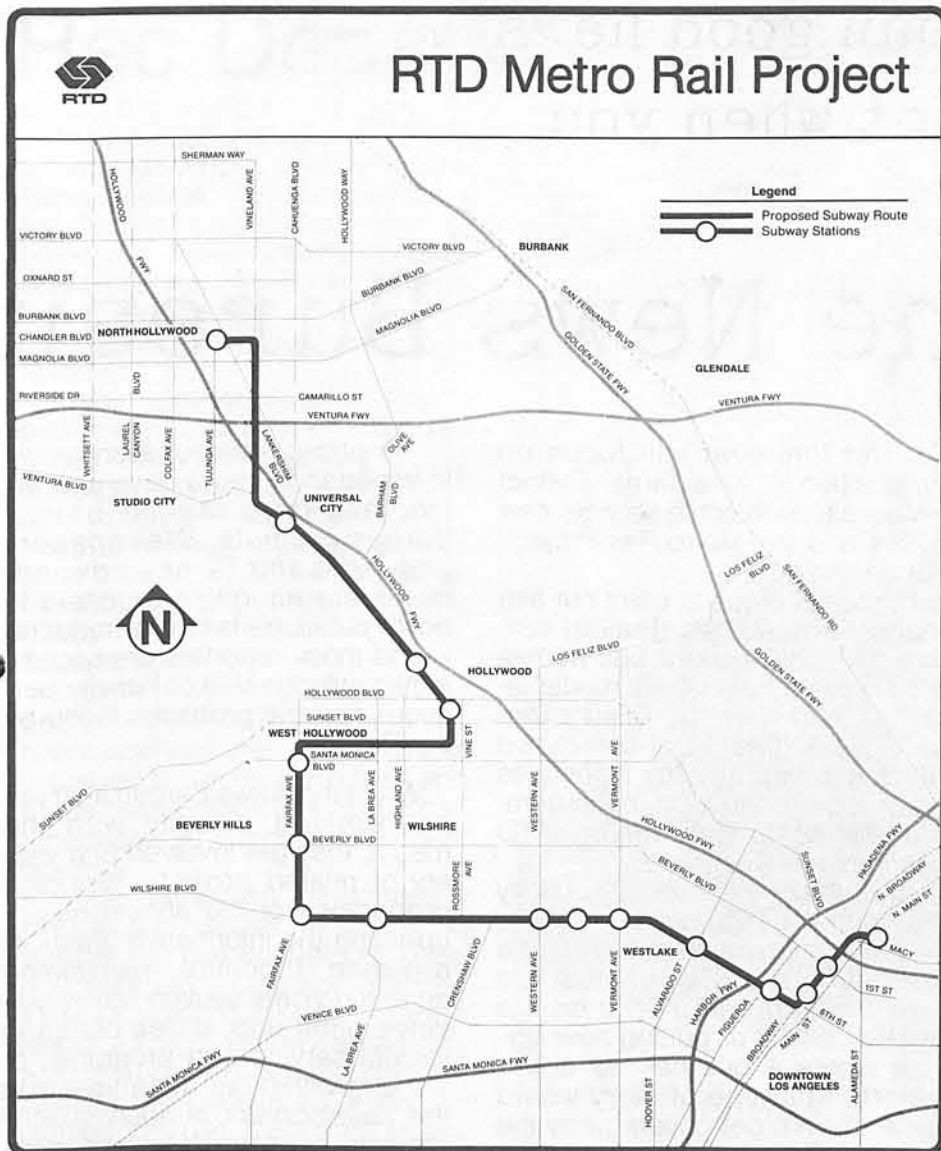 RTD
RTD Metro Rail Project
Legend
Proposed Subway Route
Subway Stations
SHERMAN WAY
HOLLYWOOD
FWY
VINELAND AVE
CAHUENGA BLVD
HOLLYWOOD WAY
VICTORY BLVD
VICTORY BLVD
BURBANK
OXNARD ST
BURBANK BLVD
SAN FERNANDO BLVD
BURBANK BLVD
NORTH HOLLYWOOD
MAGNOLIA BLVD
CHANDLER BLVD
GOLDEN STATE FWY
MAGNOLIA BLVD
GLENDALE
RIVERSIDE DR
CAMARILLO ST
VENTURA FWY
VENTURA FWY
WHITSETT AVE
LAUREL
CANYON
BLVD
COLFAX AVE
TUJUNGA AVE
LANKERSHIM
BLVD
OLIVE
AVE
BARHAM
BLVD
VENTURA BLVD
STUDIO CITY
UNIVERSAL
CITY
HOLLYWOOD
FWY
LOS FELIZ
BLVD
SAN FERNANDO RD
N
LOS FELIZ BLVD
GOLDEN STATE FWY
HOLLYWOOD
HOLLYWOOD BLVD
SUNSET BLVD
WEST HOLLYWOOD
VINE ST
SANTA MONICA
BLVD
SUNSET BLVD
FAIRFAX AVE
LA BREA AVE
HIGHLAND AVE
WESTERN AVE
VERMONT AVE
BEVERLY HILLS
WILSHIRE
HOLLYWOOD FWY
PASADENA FWY
BEVERLY BLVD
BEVERLY BLVD
SUNSET BLVD
N. BROADWAY
N. MAIN ST
WILSHIRE BLVD
ROSSMORE
AVE
MACY
WESTLAKE
FAIRFAX AVE
CRENSHAW BLVD
WESTERN AVE
VERMONT AVE
ALVARADO ST
HARBOR FWY
FIGUEROA
BROADWAY
MAIN ST
1ST ST
6TH ST
VENICE BLVD
LA BREA AVE
SANTA MONICA FWY
SANTA MONICA FWY
HOOVER ST
DOWNTOWN
LOS ANGELES
ALAMEDA ST